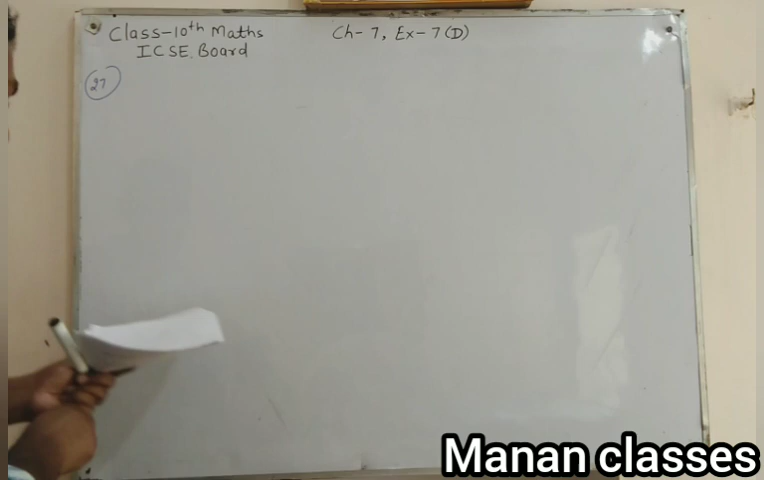 Class-10th Maths
ICSE. Board
Ch-7, Ex-7(D)
27
Manan classes